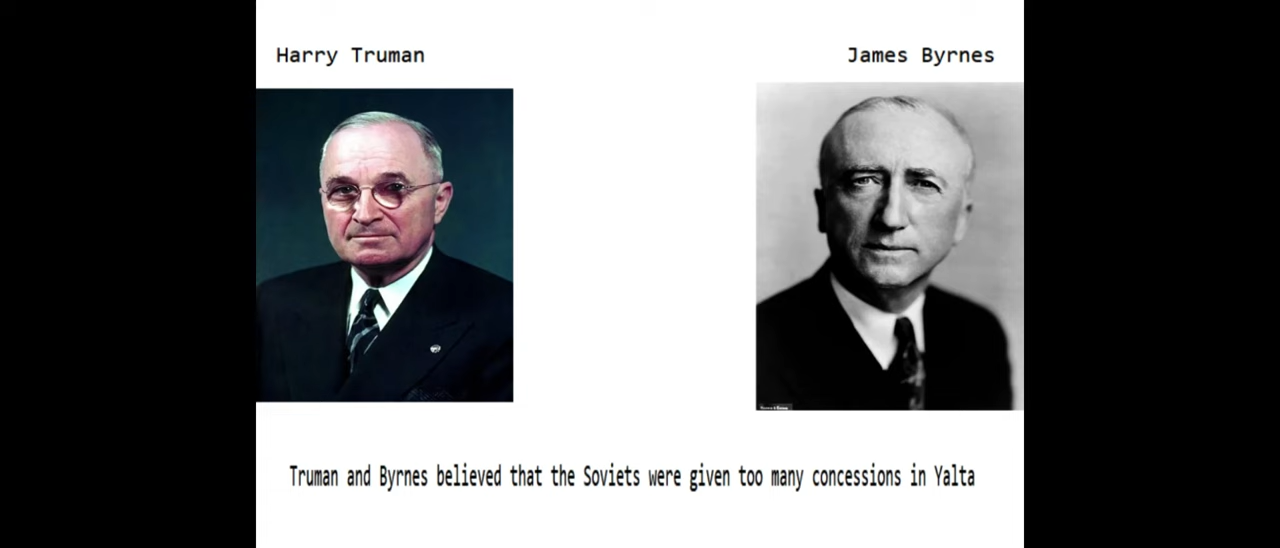 Harry Truman
James Byrnes
Truman and Byrnes believed that the Soviets were given too many concessions in Yalta